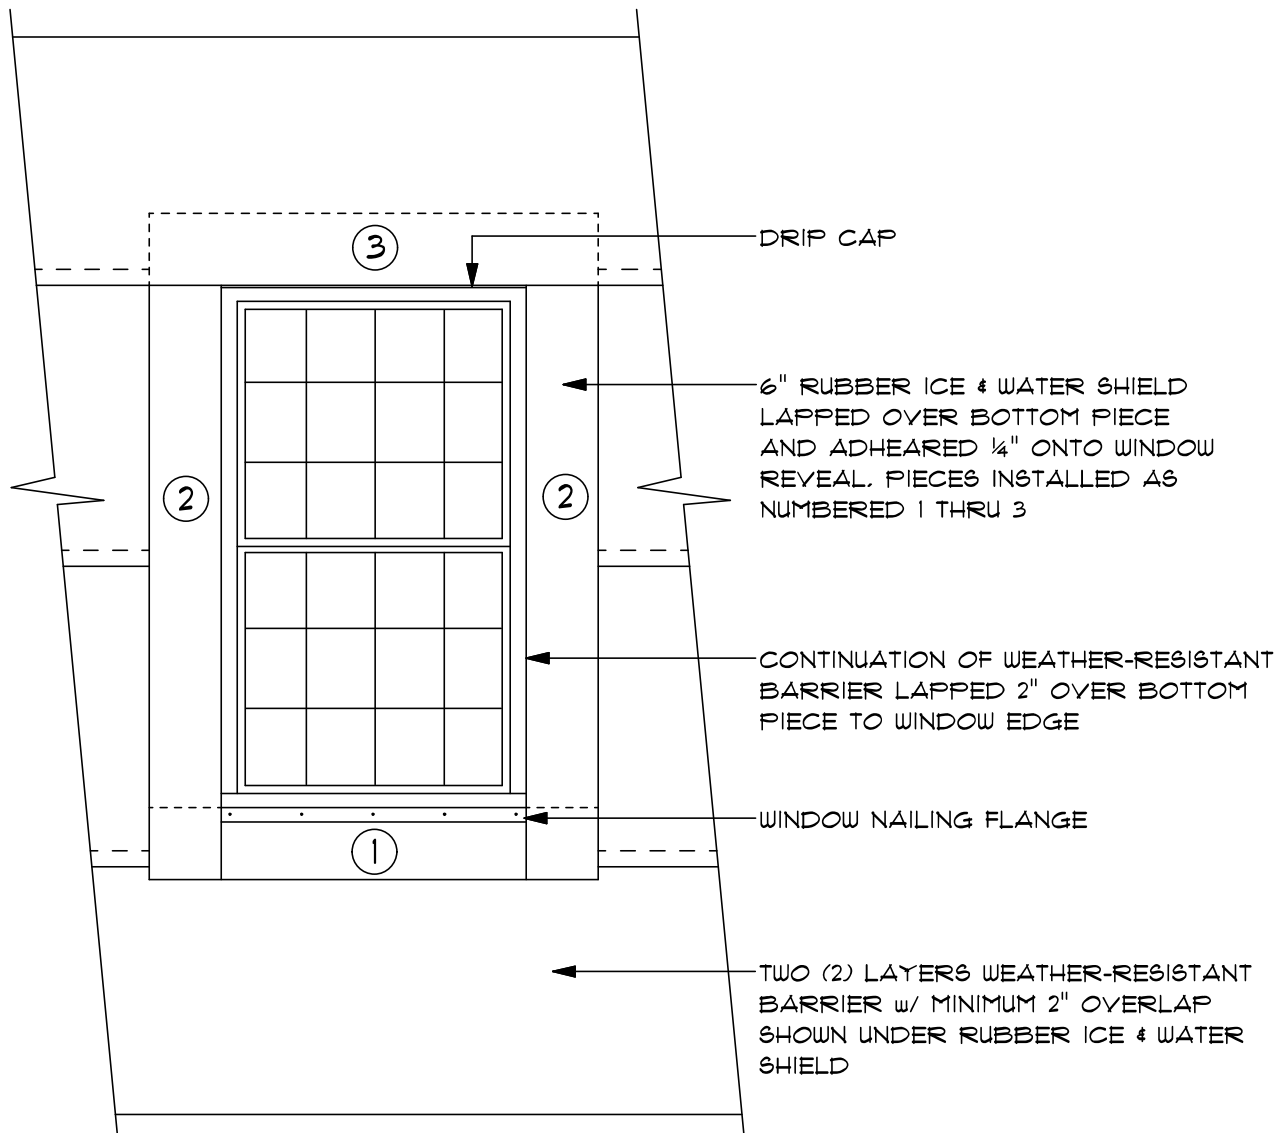 3
DRIP CAP
6" RUBBER ICE & WATER SHIELD
LAPPED OVER BOTTOM PIECE
AND ADHEARED ¼" ONTO WINDOW
REVEAL. PIECES INSTALLED AS
NUMBERED 1 THRU 3
2
2
CONTINUATION OF WEATHER-RESISTANT
BARRIER LAPPED 2" OVER BOTTOM
PIECE TO WINDOW EDGE
WINDOW NAILING FLANGE
1
TWO (2) LAYERS WEATHER-RESISTANT
BARRIER w/ MINIMUM 2" OVERLAP
SHOWN UNDER RUBBER ICE & WATER
SHIELD